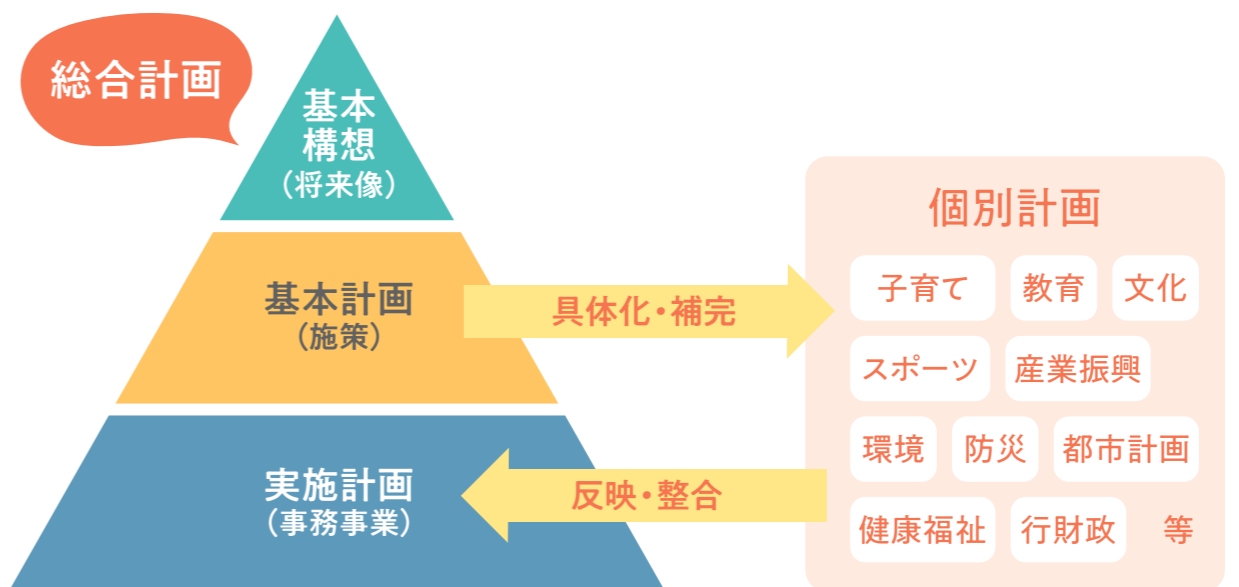 総合計画
基本
構想
（将来像）
基本計画
（施策）
実施計画
（事務事業）
具体化・補完
反映・整合
個別計画
子育て 教育 文化
スポーツ 産業振興
環境 防災 都市計画
健康福祉 行財政 等